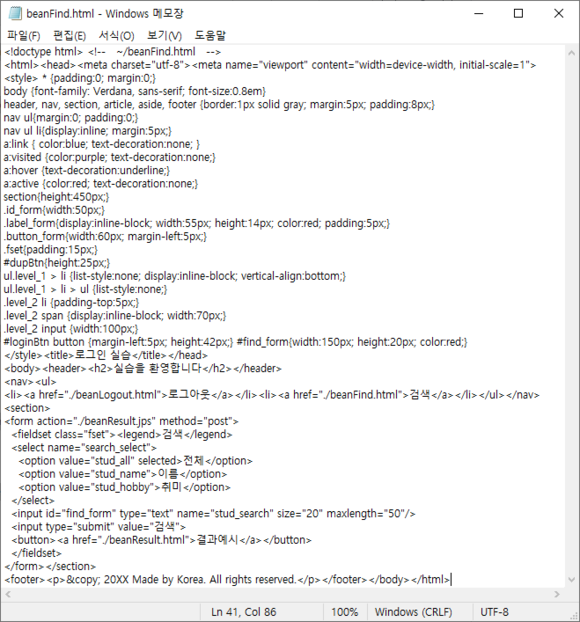 beanFind.html - Windows 메모장
파일(F) 편집(E) 서식(O) 보기(V) 도움말
<!doctype html> <!-- ~/beanFind.html -->
<html><head><meta charset="utf-8"><meta name="viewport" content="width=device-width, initial-scale=1">
<style> * {padding:0; margin:0;}
body {font-family: Verdana, sans-serif; font-size:0.8em}
header, nav, section, article, aside, footer {border:1px solid gray; margin:5px; padding:8px;}
nav ul{margin:0; padding:0;}
nav ul li{display:inline; margin:5px;}
a:link { color:blue; text-decoration:none; }
a:visited {color:purple; text-decoration:none;}
a:hover {text-decoration:underline;}
a:active {color:red; text-decoration:none;}
section{height:450px;}
.id_form{width:50px;}
.label_form{display:inline-block; width:55px; height:14px; color:red; padding:5px;}
.button_form{width:60px; margin-left:5px;}
.fset{padding:15px;}
#dupBtn{height:25px;}
ul.level_1 > li {list-style:none; display:inline-block; vertical-align:bottom;}
ul.level_1 > li > ul {list-style:none;}
.level_2 li {padding-top:5px;}
.level_2 span {display:inline-block; width:70px;}
.level_2 input {width:100px;}
#loginBtn button {margin-left:5px; height:42px;} #find_form{width:150px; height:20px; color:red;}
</style><title>로그인 실습</title></head>
<body><header><h2>실습을 환영합니다</h2></header>
<nav><ul>
<li><a href="./beanLogout.html">로그아웃</a></li><li><a href="./beanFind.html">검색</a></li></ul></nav>
<section>
<form action="./beanResult.jps" method="post">
<fieldset class="fset"><legend>검색</legend>
<select name="search_select">
<option value="stud_all" selected>전체</option>
<option value="stud_name">이름</option>
<option value="stud_hobby">취미</option>
</select>
<input id="find_form" type="text" name="stud_search" size="20" maxlength="50"/>
<input type="submit" value="검색">
<button><a href="./beanResult.html">결과예시</a></button>
</fieldset>
</form></section>
<footer><p>&copy; 20XX Made by Korea. All rights reserved.</p></footer></body></html>
Ln 41, Col 86 100% Windows (CRLF) UTF-8